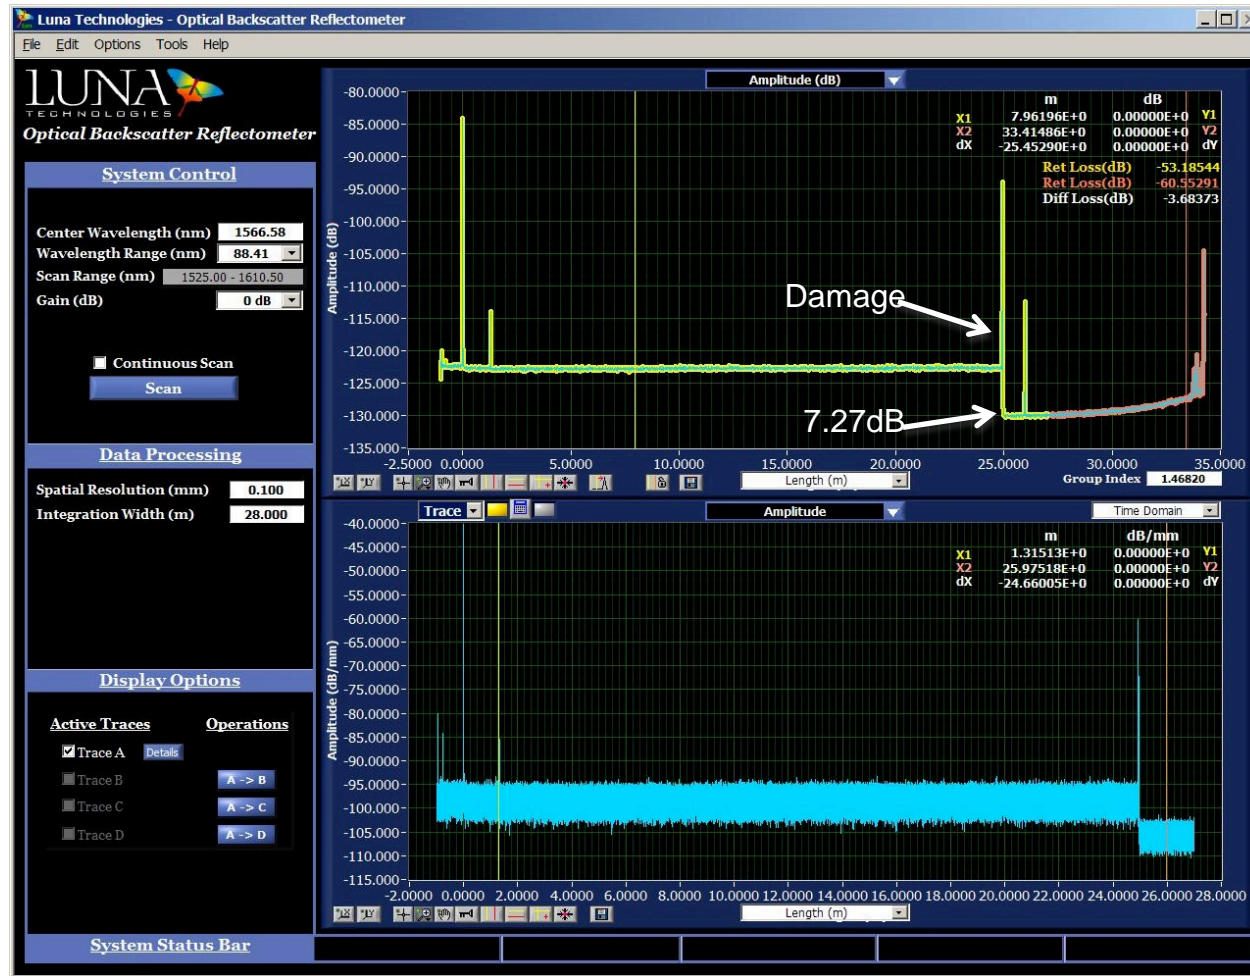 Luna Technologies - Optical Backscatter Reflectometer
File Edit Options Tools Help
LUNA
TECHNOLOGIES
Optical Backscatter Reflectometer
System Control
Center Wavelength (nm) 1566.58
Wavelength Range (nm) 88.41
Scan Range (nm) 1525.00 - 1610.50
Gain (dB) 0 dB
Continuous Scan
Scan
Data Processing
Spatial Resolution (mm) 0.100
Integration Width (m) 28.000
Display Options
Active Traces Operations
Trace A Details
Trace B A -> B
Trace C A -> C
Trace D A -> D
System Status Bar
Amplitude (dB)
m dB
X1 7.96196E+0 0.00000E+0 Y1
X2 33.41486E+0 0.00000E+0 Y2
dX -25.45290E+0 0.00000E+0 dY
Ret Loss(dB) -53.18544
Ret Loss(dB) -60.55291
Diff Loss(dB) -3.68373
Amplitude (dB)
-80.0000-
-85.0000-
-90.0000-
-95.0000-
-100.000-
-105.000-
-110.000-
-115.000-
-120.000-
-125.000-
-130.000-
-135.000-
Damage
7.27dB
-2.5000 0.0000 5.0000 10.0000 15.0000 20.0000 25.0000 30.0000 35.0000
Length (m)
Group Index 1.46820
Trace
Amplitude
Time Domain
m dB/mm
X1 1.31513E+0 0.00000E+0 Y1
X2 25.97518E+0 0.00000E+0 Y2
dX -24.66005E+0 0.00000E+0 dY
Amplitude (dB/mm)
-40.0000-
-45.0000-
-50.0000-
-55.0000-
-60.0000-
-65.0000-
-70.0000-
-75.0000-
-80.0000-
-85.0000-
-90.0000-
-95.0000-
-100.000-
-105.000-
-110.000-
-115.000-
-2.0000 0.0000 2.0000 4.0000 6.0000 8.0000 10.0000 12.0000 14.0000 16.0000 18.0000 20.0000 22.0000 24.0000 26.0000 28.0000
Length (m)